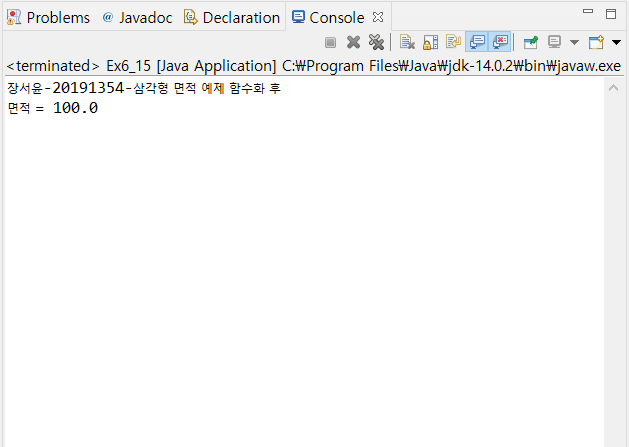 Problems @ Javadoc Declaration Console
<terminated> Ex6_15 [Java Application] C:₩Program Files₩Java₩jdk-14.0.2₩bin₩javaw.exe
장서윤-20191354-삼각형 면적 예제 함수화 후
면적 = 100.0